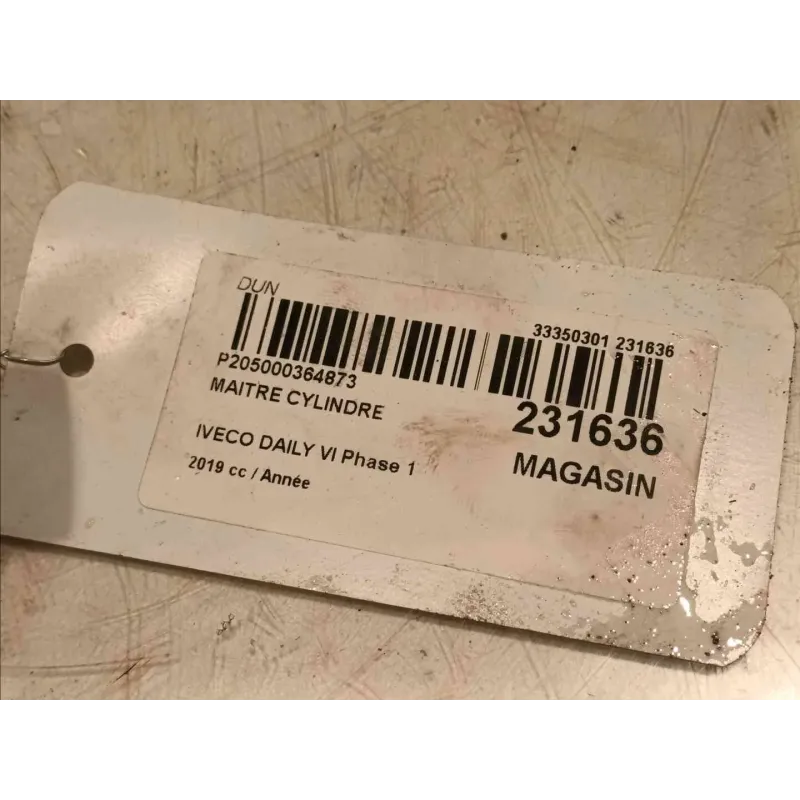 DUN
33350301 231636
P205000364873
MAITRE CYLINDRE
231636
IVECO DAILY VI Phase 1
MAGASIN
2019 cc / Année